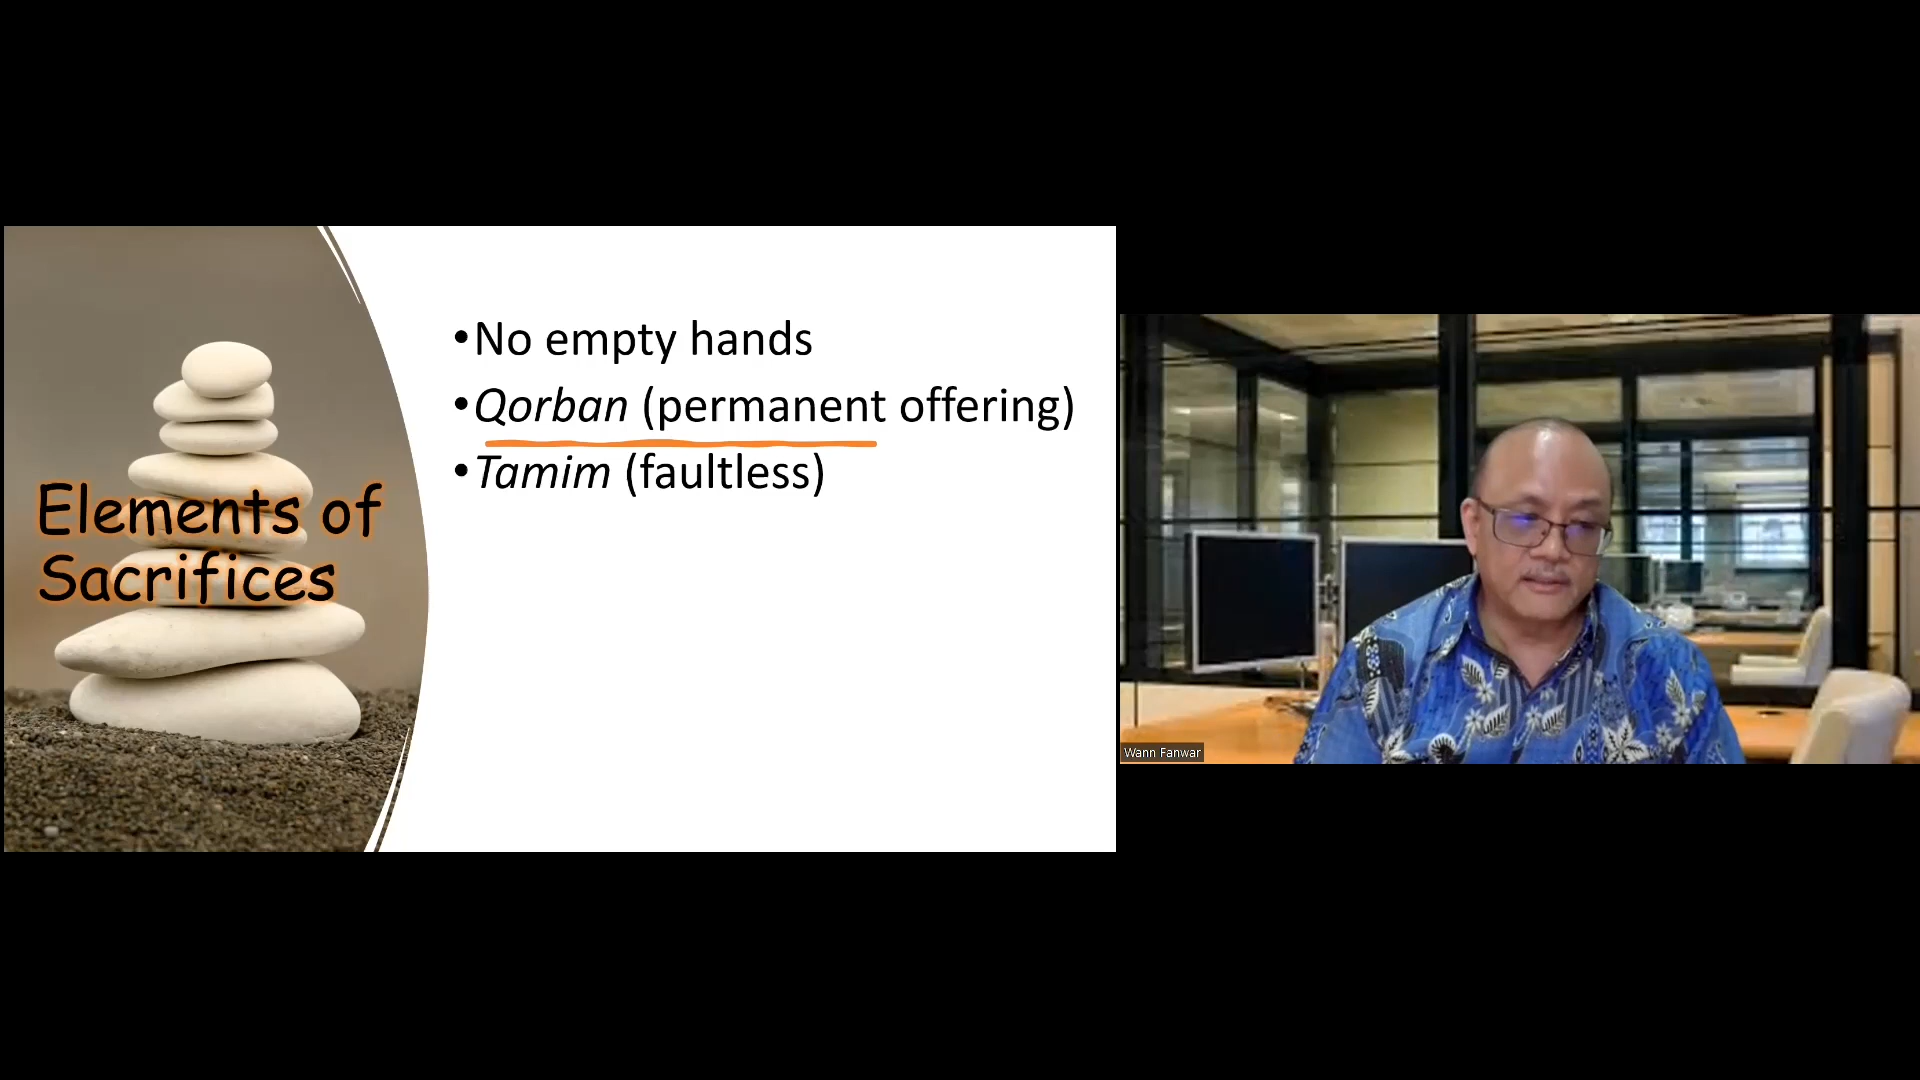 Elements of
Sacrifices
•No empty hands
•Qorban (permanent offering)
•Tamim (faultless)
Wann Fanwar